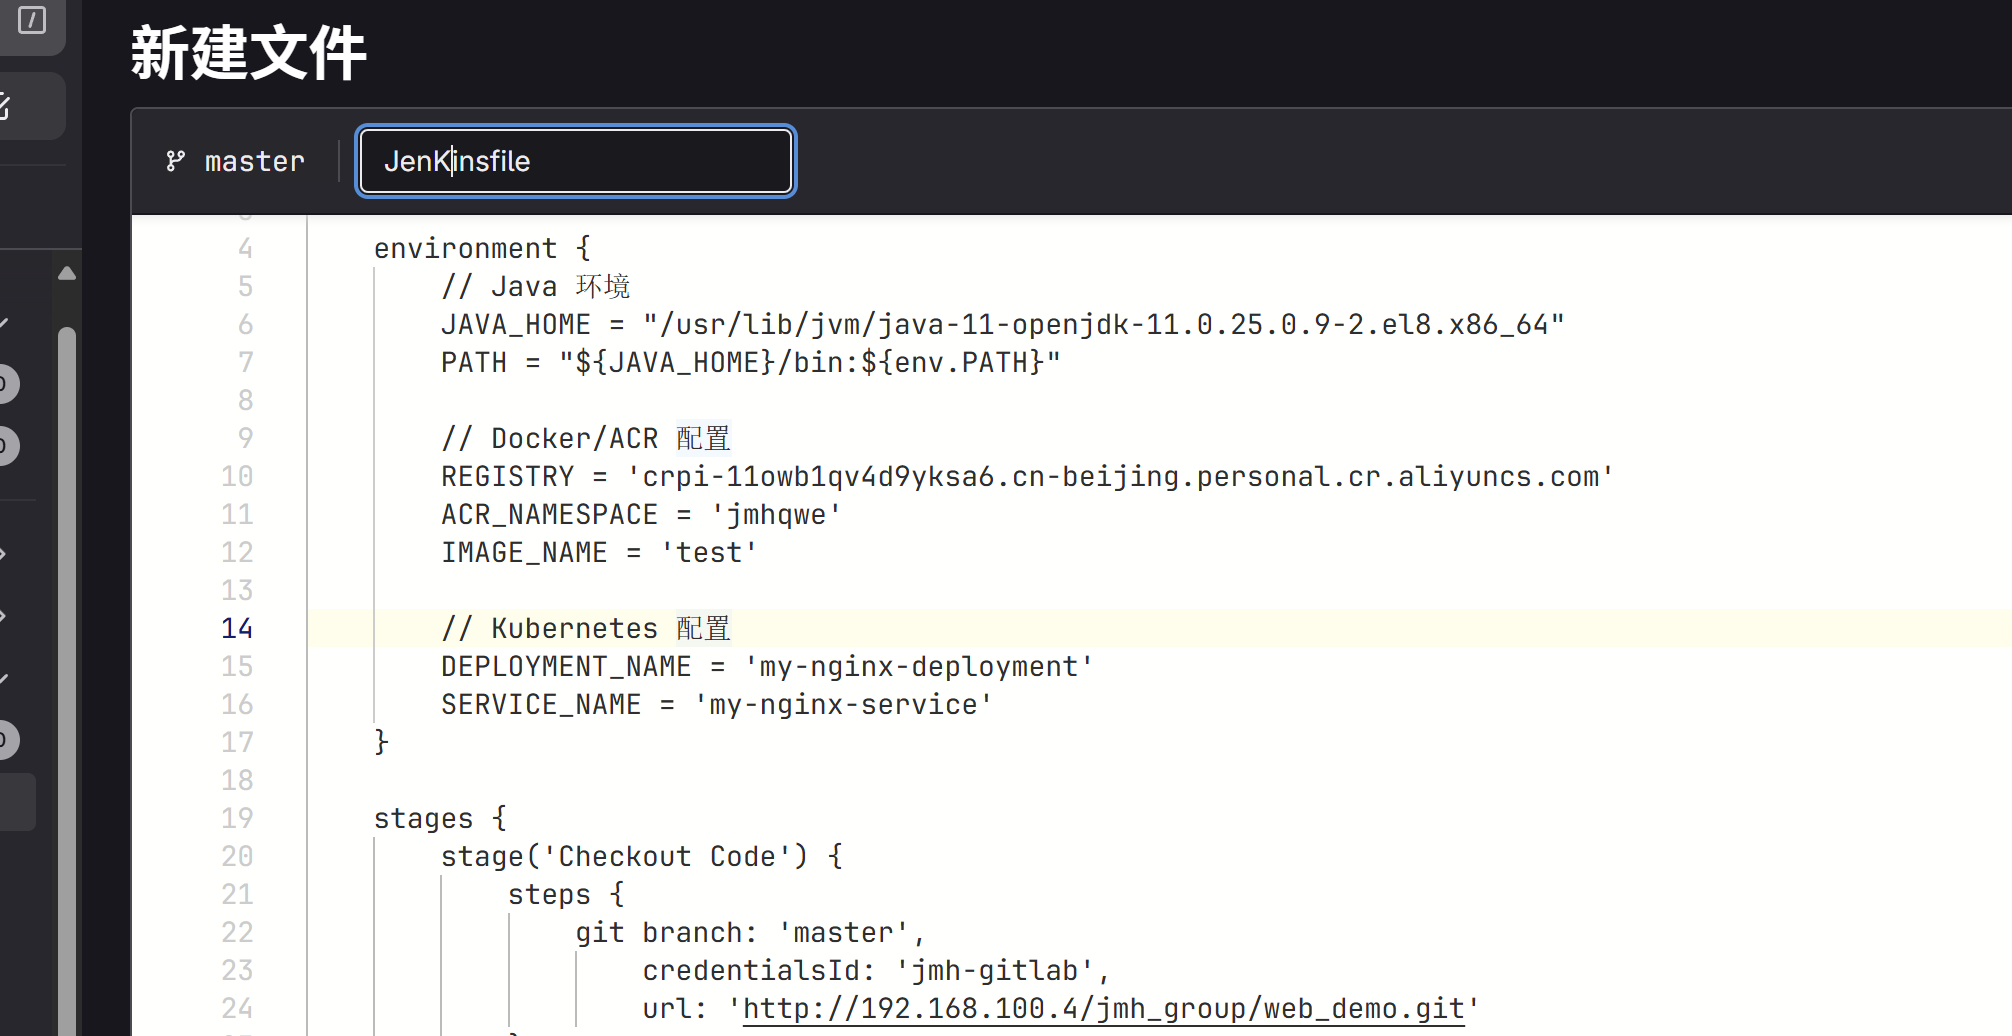 新建文件
master
JenKinsfile
4 environment {
5 // Java 环境
6 JAVA_HOME = "/usr/lib/jvm/java-11-openjdk-11.0.25.0.9-2.el8.x86_64"
7 PATH = "${JAVA_HOME}/bin:${env.PATH}"
8
9 // Docker/ACR 配置
10 REGISTRY = 'crpi-11owb1qv4d9yksa6.cn-beijing.personal.cr.aliyuncs.com'
11 ACR_NAMESPACE = 'jmhqwe'
12 IMAGE_NAME = 'test'
13
14 // Kubernetes 配置
15 DEPLOYMENT_NAME = 'my-nginx-deployment'
16 SERVICE_NAME = 'my-nginx-service'
17 }
18
19 stages {
20 stage('Checkout Code') {
21 steps {
22 git branch: 'master',
23 credentialsId: 'jmh-gitlab',
24 url: 'http://192.168.100.4/jmh_group/web_demo.git'